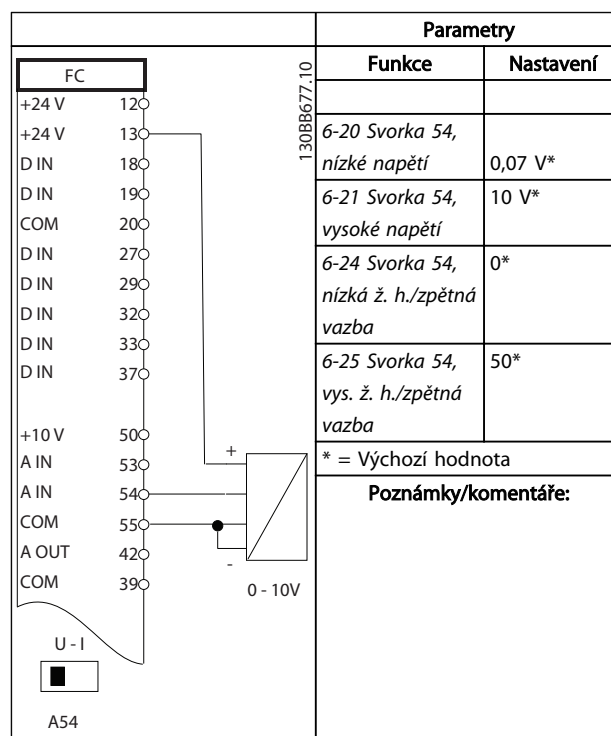 FC
+24 V 12
+24 V 13
D IN 18
D IN 19
COM 20
D IN 27
D IN 29
D IN 32
D IN 33
D IN 37
+10 V 50
A IN 53
A IN 54
COM 55
A OUT 42
COM 39
+
-
0 - 10V
U - I
A54
130BB677.10
Parametry
Funkce Nastavení
6-20 Svorka 54,
nízké napětí 0,07 V*
6-21 Svorka 54, 10 V*
vysoké napětí
6-24 Svorka 54, 0*
nízká ž. h./zpětná
vazba
6-25 Svorka 54, 50*
vys. ž. h./zpětná
vazba
* = Výchozí hodnota
Poznámky/komentáře: